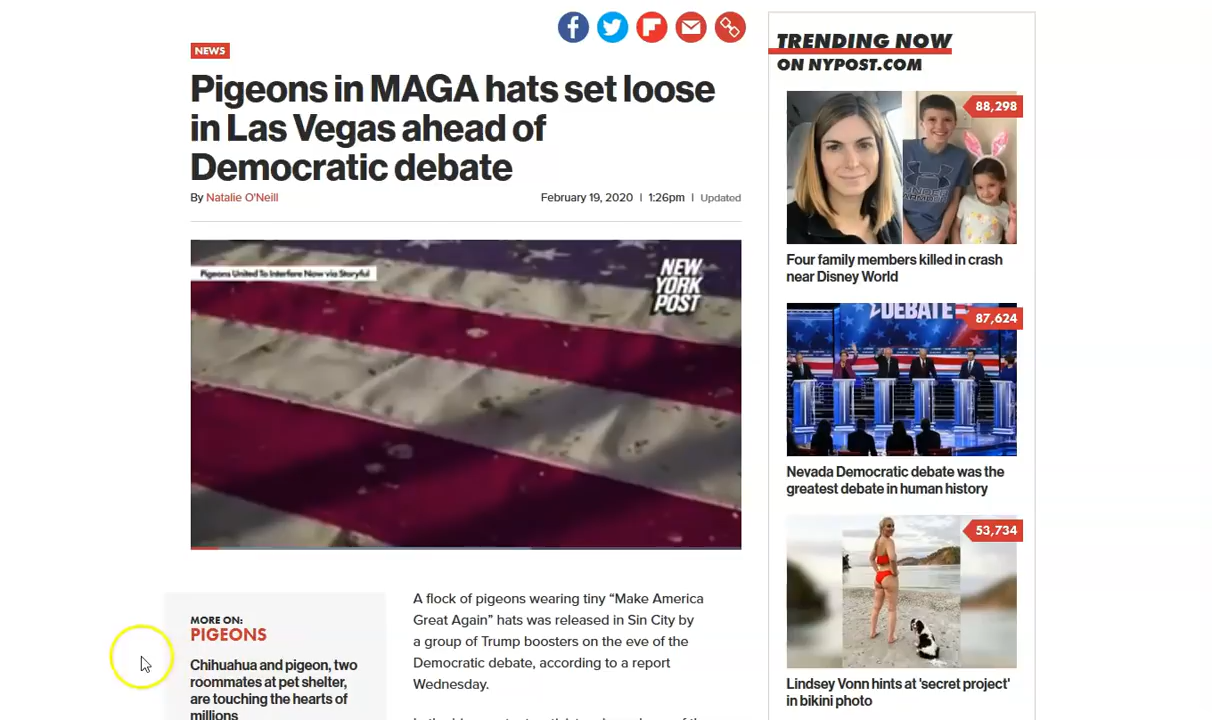 NEWS
Pigeons in MAGA hats set loose
in Las Vegas ahead of
Democratic debate
By Natalie O'Neill
February 19, 2020 | 1:26pm | Updated
Pigeons United To Interfere Now via Storyful
NEW
YORK
POST
MORE ON:
PIGEONS
Chihuahua and pigeon, two
roommates at pet shelter,
are touching the hearts of
millions
A flock of pigeons wearing tiny “Make America
Great Again” hats was released in Sin City by
a group of Trump boosters on the eve of the
Democratic debate, according to a report
Wednesday.
TRENDING NOW
ON NYPOST.COM
88,298
UNDER ARMOUR
Four family members killed in crash
near Disney World
DEBATE
87,624
Nevada Democratic debate was the
greatest debate in human history
53,734
Lindsey Vonn hints at 'secret project'
in bikini photo